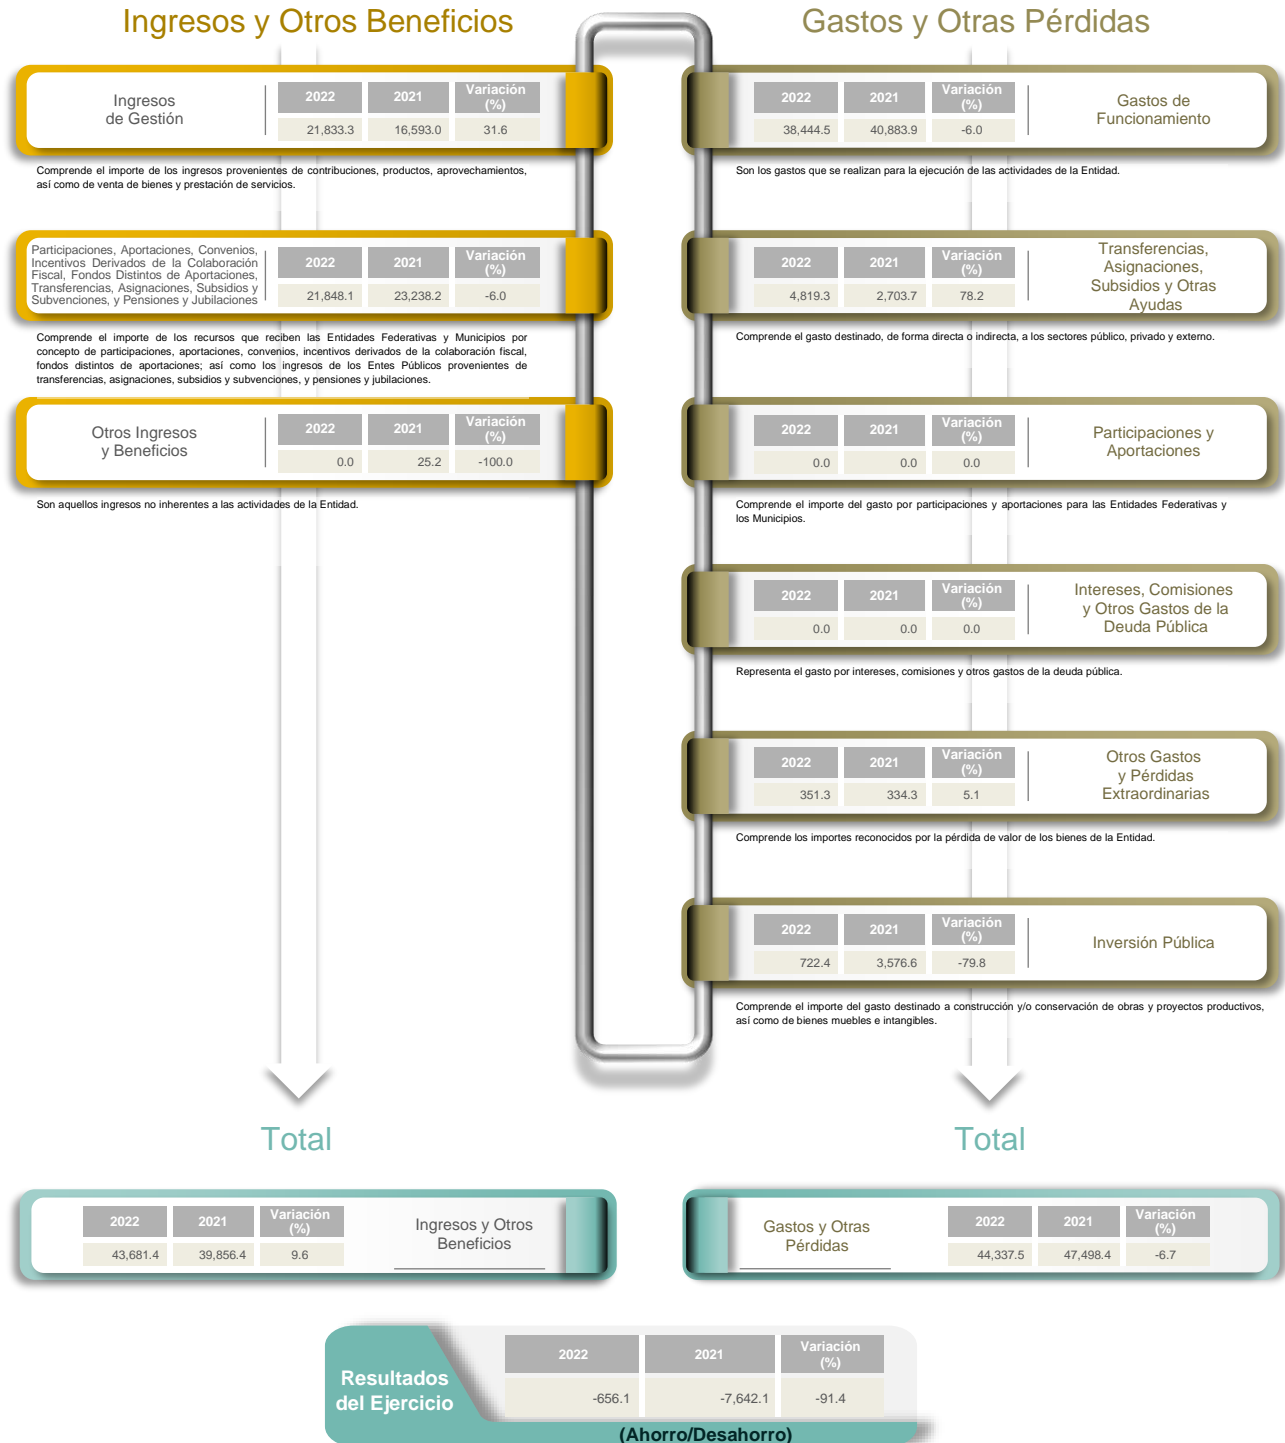 Ingresos y Otros Beneficios
Ingresos
de Gestión
2022 2021 Variación
(%)
21,833.3 16,593.0 31.6
Comprende el importe de los ingresos provenientes de contribuciones, productos, aprovechamientos,
así como de venta de bienes y prestación de servicios.
Participaciones, Aportaciones, Convenios,
Incentivos Derivados de la Colaboración
Fiscal, Fondos Distintos de Aportaciones,
Transferencias, Asignaciones, Subsidios y
Subvenciones, y Pensiones y Jubilaciones
2022 2021 Variación
(%)
21,848.1 23,238.2 -6.0
Comprende el importe de los recursos que reciben las Entidades Federativas y Municipios por
concepto de participaciones, aportaciones, convenios, incentivos derivados de la colaboración fiscal,
fondos distintos de aportaciones; así como los ingresos de los Entes Públicos provenientes de
transferencias, asignaciones, subsidios y subvenciones, y pensiones y jubilaciones.
Otros Ingresos
y Beneficios
2022 2021 Variación
(%)
0.0 25.2 -100.0
Son aquellos ingresos no inherentes a las actividades de la Entidad.
Gastos y Otras Pérdidas
2022 2021 Variación
(%)
38,444.5 40,883.9 -6.0
Gastos de
Funcionamiento
Son los gastos que se realizan para la ejecución de las actividades de la Entidad.
2022 2021 Variación
(%)
4,819.3 2,703.7 78.2
Transferencias,
Asignaciones,
Subsidios y Otras
Ayudas
Comprende el gasto destinado, de forma directa o indirecta, a los sectores público, privado y externo.
2022 2021 Variación
(%)
0.0 0.0 0.0
Participaciones y
Aportaciones
Comprende el importe del gasto por participaciones y aportaciones para las Entidades Federativas y
los Municipios.
2022 2021 Variación
(%)
0.0 0.0 0.0
Intereses, Comisiones
y Otros Gastos de la
Deuda Pública
Representa el gasto por intereses, comisiones y otros gastos de la deuda pública.
2022 2021 Variación
(%)
351.3 334.3 5.1
Otros Gastos
y Pérdidas
Extraordinarias
Comprende los importes reconocidos por la pérdida de valor de los bienes de la Entidad.
2022 2021 Variación
(%)
722.4 3,576.6 -79.8
Inversión Pública
Comprende el importe del gasto destinado a construcción y/o conservación de obras y proyectos productivos,
así como de bienes muebles e intangibles.
Total
2022 2021 Variación
(%)
43,681.4 39,856.4 9.6
Ingresos y Otros
Beneficios
Total
Gastos y Otras
Pérdidas
2022 2021 Variación
(%)
44,337.5 47,498.4 -6.7
Resultados
del Ejercicio
2022 2021 Variación
(%)
-656.1 -7,642.1 -91.4
(Ahorro/Desahorro)